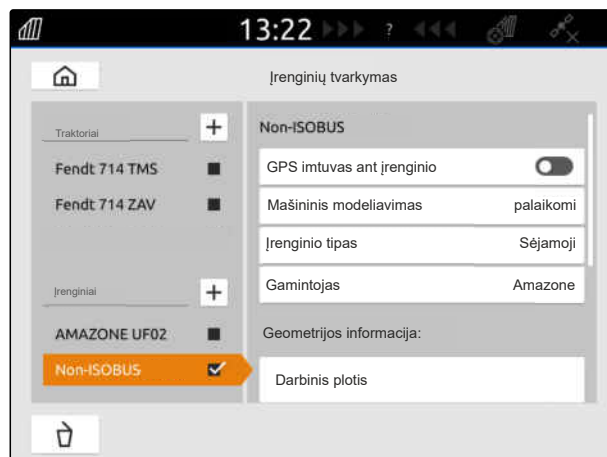 13:22 ?
Įrenginių tvarkymas
Traktoriai
Fendt 714 TMS
Fendt 714 ZAV
Įrenginiai
AMAZONE UF02
Non-ISOBUS
Non-ISOBUS
GPS imtuvas ant įrenginio
Mašininis modeliavimas palaikomi
Įrenginio tipas Sėjamoji
Gamintojas Amazone
Geometrijos informacija:
Darbinis plotis